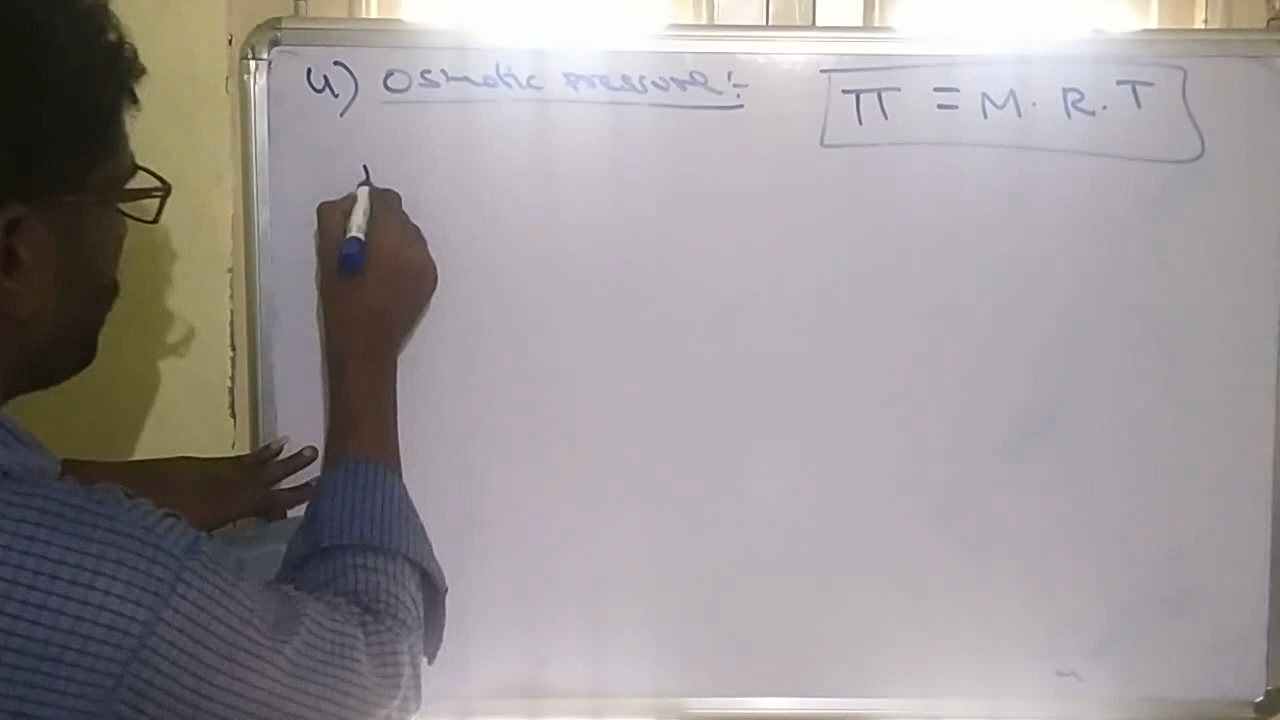 4) Osmotic pressure :-
π = M. R. T